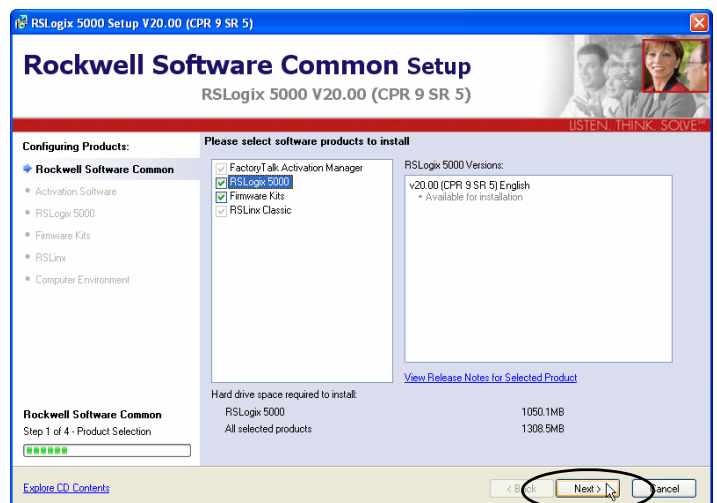 RSLogix 5000 Setup V20.00 (CPR 9 SR 5)
Rockwell Software Common Setup
RSLogix 5000 V20.00 (CPR 9 SR 5)
LISTEN. THINK. SOLVE.℠
Configuring Products:
Rockwell Software Common
Activation Software
RSLogix 5000
Firmware Kits
RSLinx
Computer Environment
Please select software products to install
FactoryTalk Activation Manager
RSLogix 5000
Firmware Kits
RSLinx Classic
RSLogix 5000 Versions:
v20.00 (CPR 9 SR 5) English
• Available for installation
View Release Notes for Selected Product
Hard drive space required to install:
RSLogix 5000 1050.1MB
All selected products 1308.5MB
Rockwell Software Common
Step 1 of 4 - Product Selection
Explore CD Contents
< Back Next > Cancel